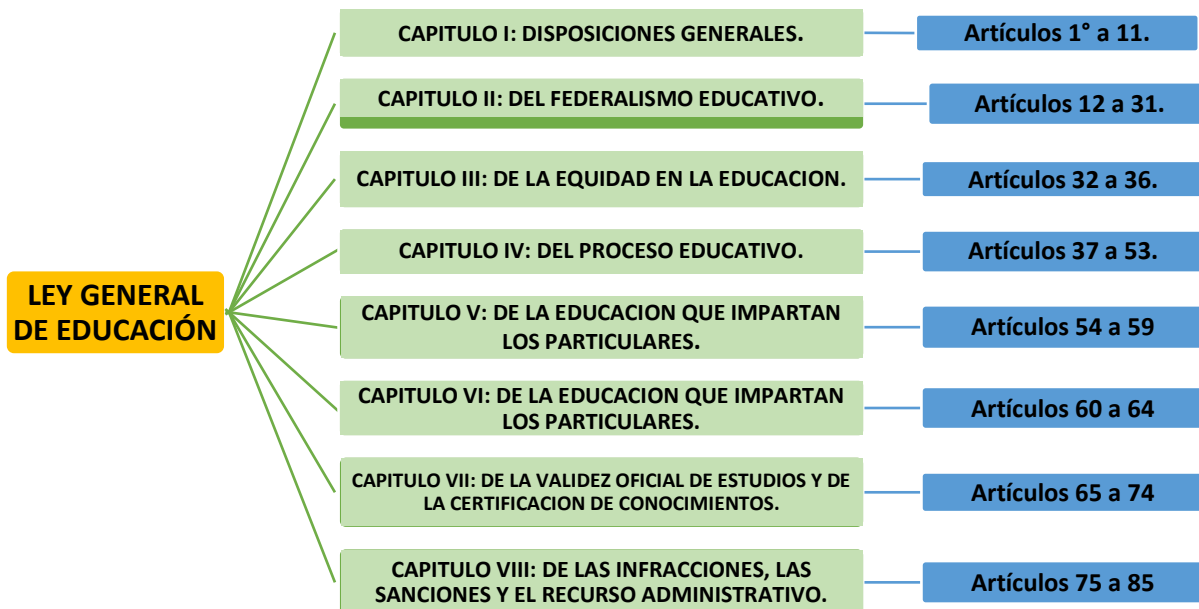 CAPITULO I: DISPOSICIONES GENERALES.
Artículos 1° a 11.
CAPITULO II: DEL FEDERALISMO EDUCATIVO.
Artículos 12 a 31.
CAPITULO III: DE LA EQUIDAD EN LA EDUCACION.
Artículos 32 a 36.
CAPITULO IV: DEL PROCESO EDUCATIVO.
Artículos 37 a 53.
LEY GENERAL
DE EDUCACIÓN
CAPITULO V: DE LA EDUCACION QUE IMPARTAN
LOS PARTICULARES.
Artículos 54 a 59
CAPITULO VI: DE LA EDUCACION QUE IMPARTAN
LOS PARTICULARES.
Artículos 60 a 64
CAPITULO VII: DE LA VALIDEZ OFICIAL DE ESTUDIOS Y DE
LA CERTIFICACION DE CONOCIMIENTOS.
Artículos 65 a 74
CAPITULO VIII: DE LAS INFRACCIONES, LAS
SANCIONES Y EL RECURSO ADMINISTRATIVO.
Artículos 75 a 85